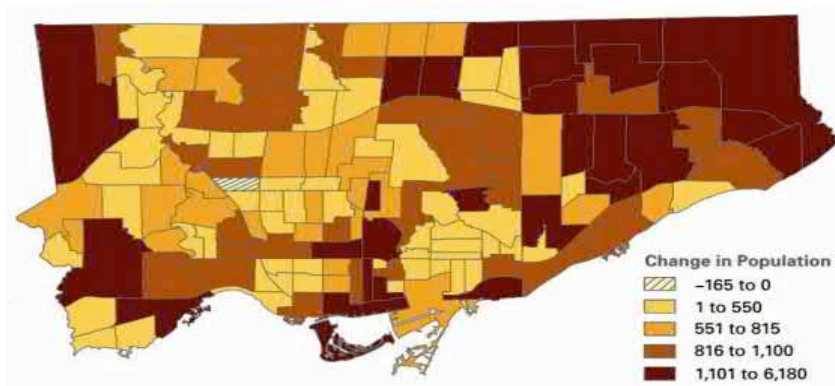 Change in Population
–165 to 0
1 to 550
551 to 815
816 to 1,100
1,101 to 6,180